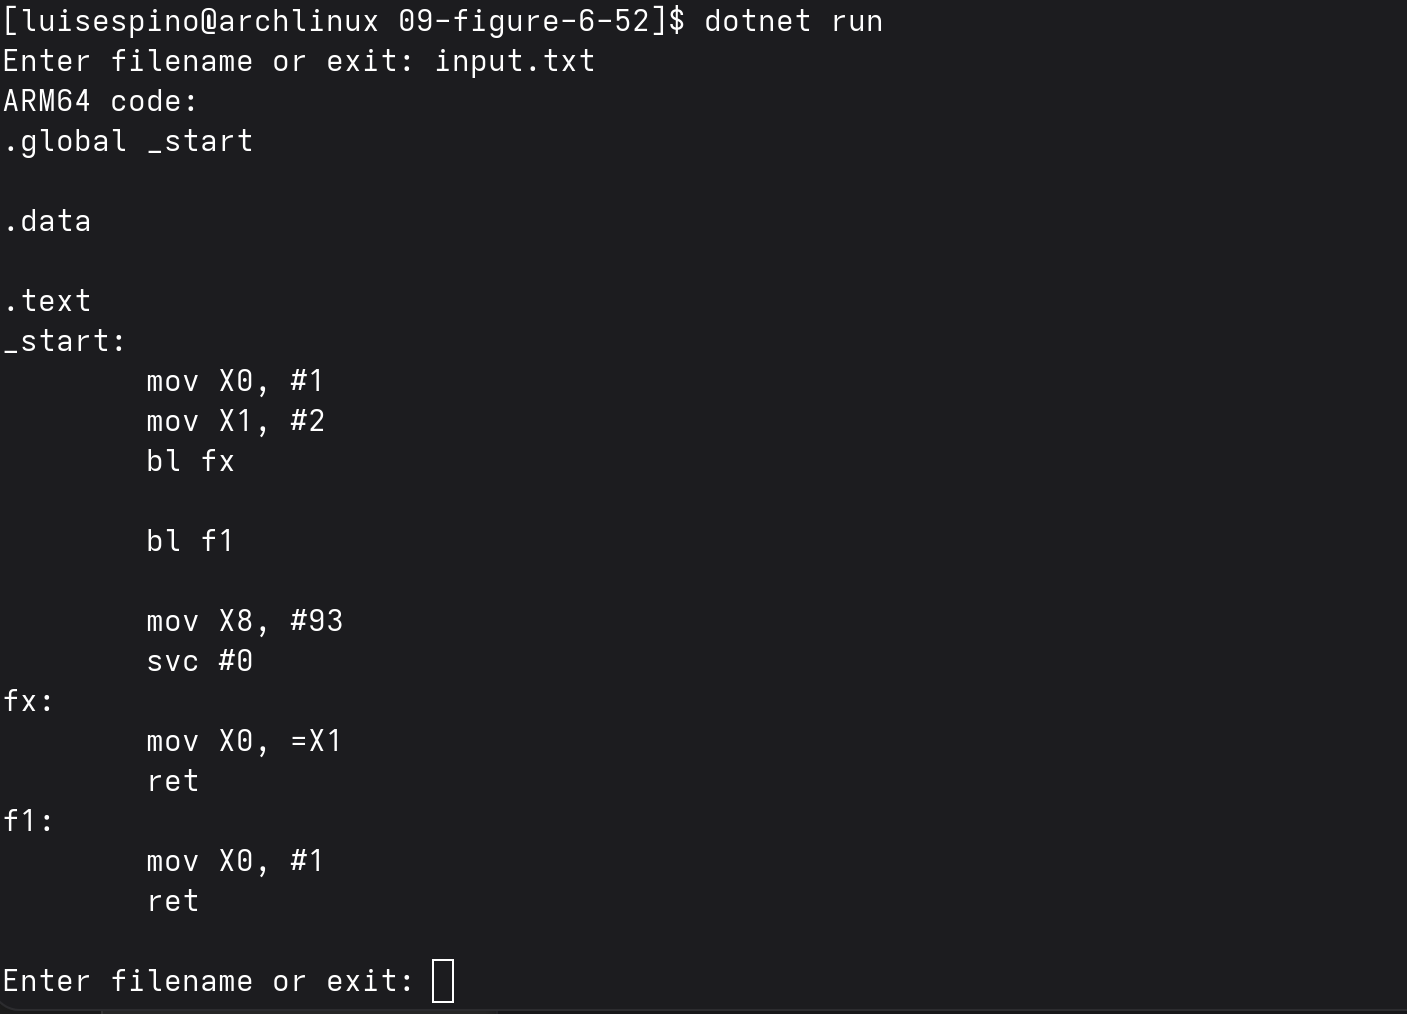 [luisespino@archlinux 09-figure-6-52]$ dotnet run
Enter filename or exit: input.txt
ARM64 code:
.global _start
.data
.text
_start:
mov X0, #1
mov X1, #2
bl fx
bl f1
mov X8, #93
svc #0
fx:
mov X0, =X1
ret
f1:
mov X0, #1
ret
Enter filename or exit: